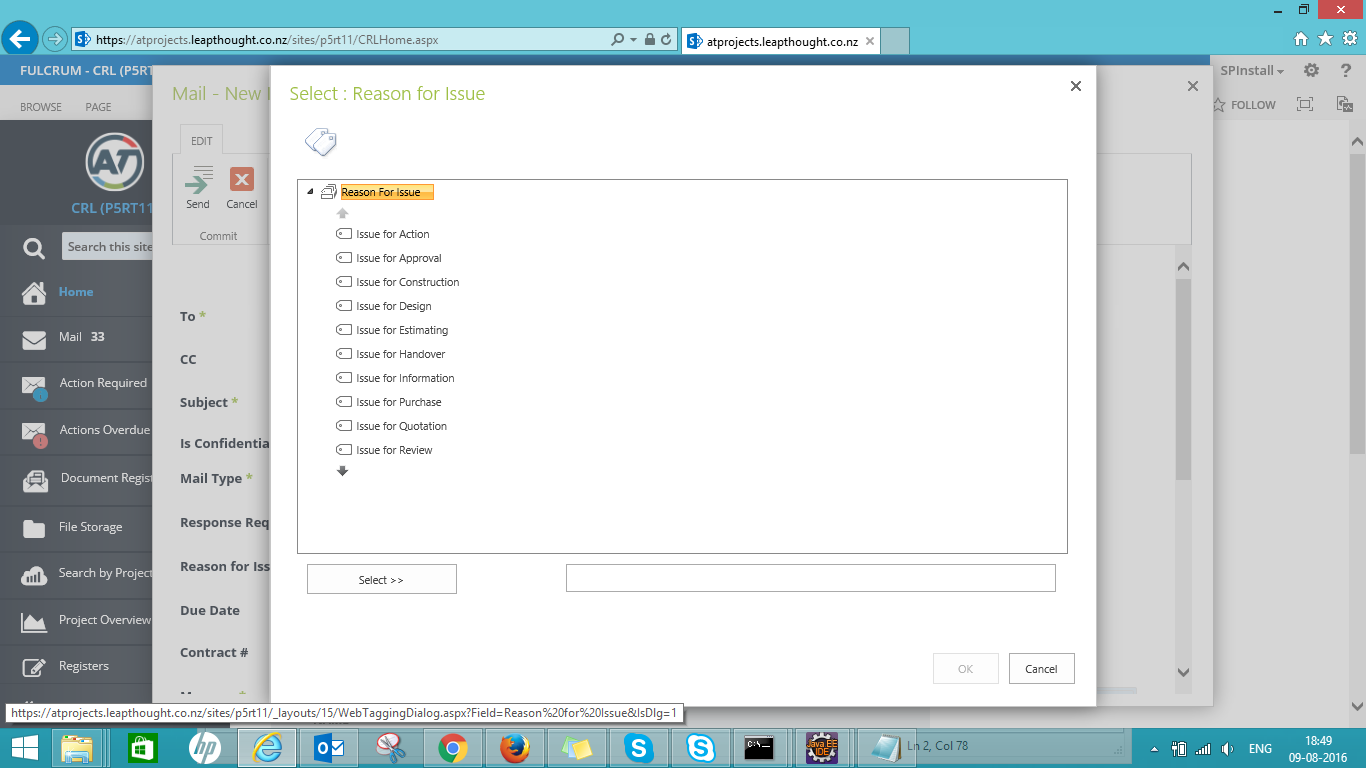 https://atprojects.leapthought.co.nz/sites/p5rt11/CRLHome.aspx
atprojects.leapthought.co.nz
FULCRUM - CRL (P5RT
SPInstall
?
BROWSE
PAGE
FOLLOW
Mail - New
EDIT
Send
Cancel
Commit
AT
CRL (P5RT11
Search this site
Home
Mail 33
Action Required
Actions Overdue
Document Regist
File Storage
Search by Project
Project Overview
Registers
To *
CC
Subject *
Is Confidentia
Mail Type *
Response Req
Reason for Iss
Due Date
Contract #
Select : Reason for Issue
Reason For Issue
Issue for Action
Issue for Approval
Issue for Construction
Issue for Design
Issue for Estimating
Issue for Handover
Issue for Information
Issue for Purchase
Issue for Quotation
Issue for Review
Select >>
OK
Cancel
https://atprojects.leapthought.co.nz/sites/p5rt11/_layouts/15/WebTaggingDialog.aspx?Field=Reason%20for%20Issue&IsDlg=1
hp
C:\
Java EE
IDE
Ln 2, Col 78
ENG
18:49
09-08-2016